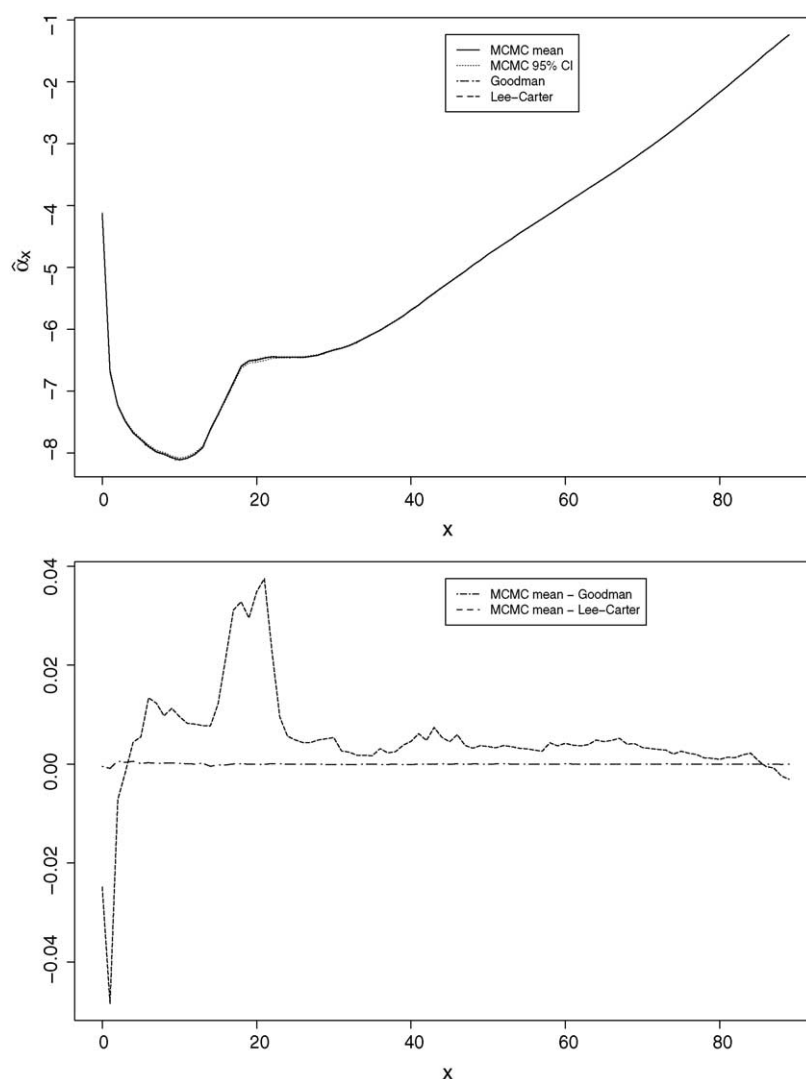 -1
-2
-3
-4
-5
-6
-7
-8
α̂x
MCMC mean
MCMC 95% CI
Goodman
Lee−Carter
0 20 40 60 80
x
0.04
0.02
0.00
−0.02
−0.04
MCMC mean − Goodman
MCMC mean − Lee−Carter
0 20 40 60 80
x